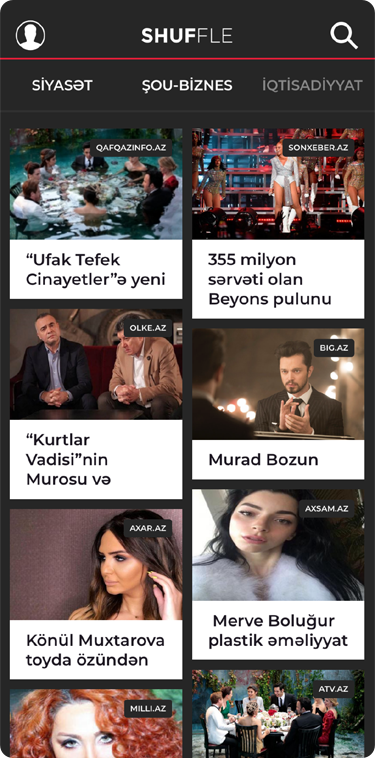 SHUFFLE
SİYASƏT
ŞOU-BİZNES
İQTİSADİYYAT
QAFQAZINFO.AZ
“Ufak Tefek
Cinayetler”ə yeni
SONXEBER.AZ
355 milyon
sərvəti olan
Beyons pulunu
OLKE.AZ
“Kurtlar
Vadisi”nin
Murosu və
BIG.AZ
Murad Bozun
AXAR.AZ
Könül Muxtarova
toyda özündən
AXSAM.AZ
Merve Boluğur
plastik əməliyyat
MILLI.AZ
ATV.AZ